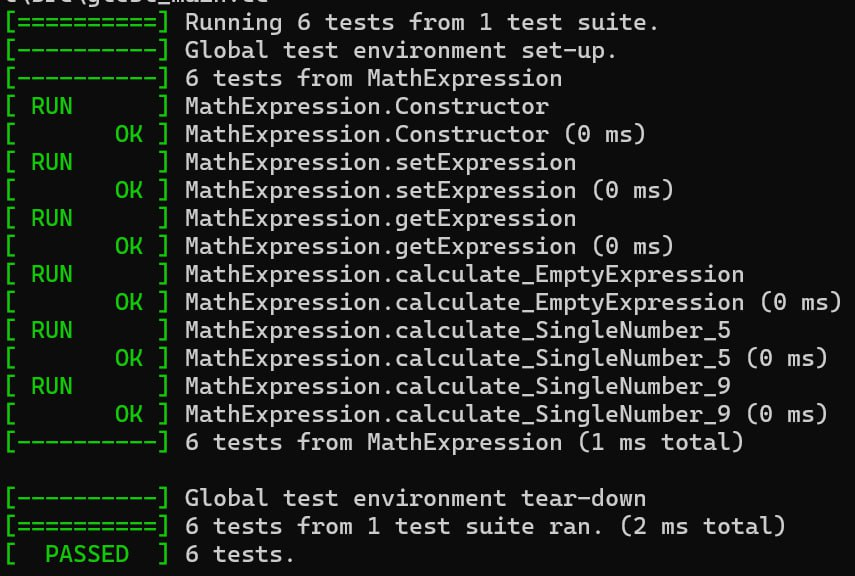 [==========] Running 6 tests from 1 test suite.
[----------] Global test environment set-up.
[----------] 6 tests from MathExpression
[ RUN      ] MathExpression.Constructor
[       OK ] MathExpression.Constructor (0 ms)
[ RUN      ] MathExpression.setExpression
[       OK ] MathExpression.setExpression (0 ms)
[ RUN      ] MathExpression.getExpression
[       OK ] MathExpression.getExpression (0 ms)
[ RUN      ] MathExpression.calculate_EmptyExpression
[       OK ] MathExpression.calculate_EmptyExpression (0 ms)
[ RUN      ] MathExpression.calculate_SingleNumber_5
[       OK ] MathExpression.calculate_SingleNumber_5 (0 ms)
[ RUN      ] MathExpression.calculate_SingleNumber_9
[       OK ] MathExpression.calculate_SingleNumber_9 (0 ms)
[----------] 6 tests from MathExpression (1 ms total)
[----------] Global test environment tear-down
[==========] 6 tests from 1 test suite ran. (2 ms total)
[  PASSED  ] 6 tests.